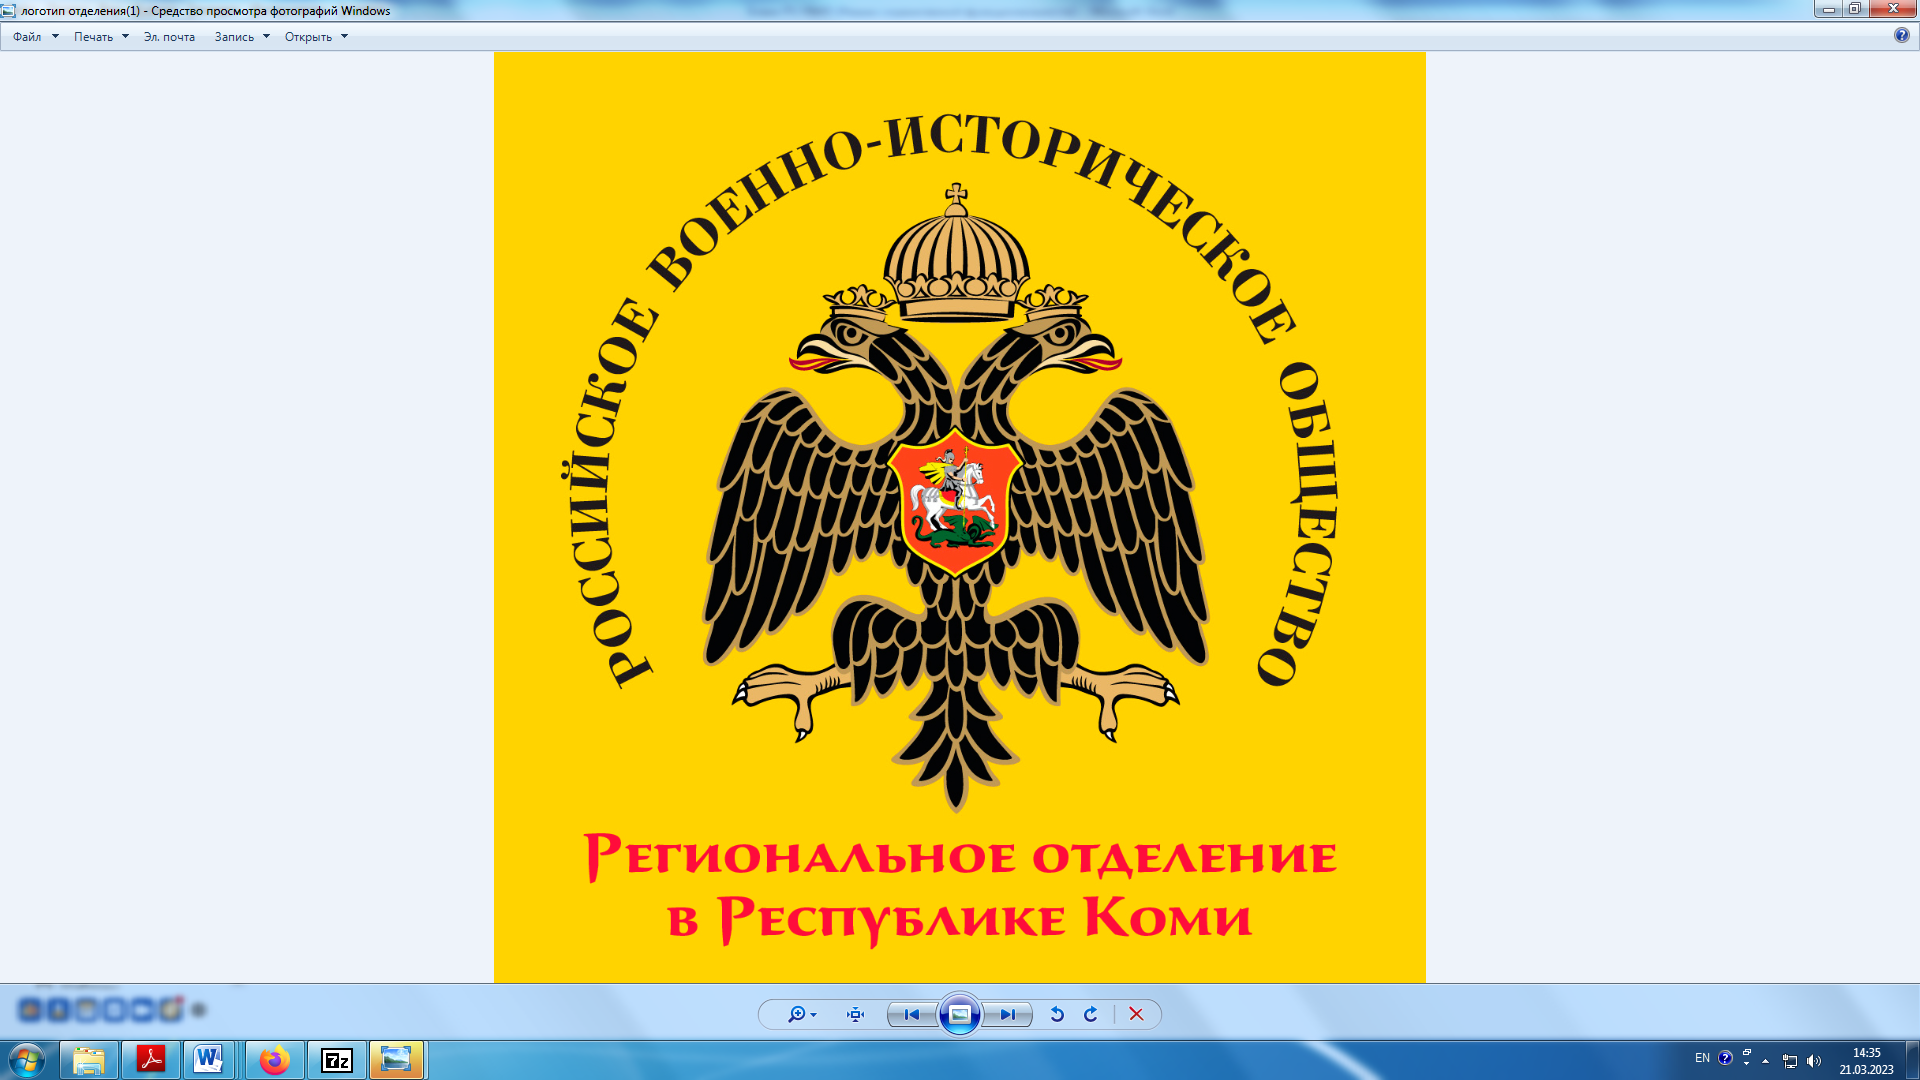 логотип отделения(1) - Средство просмотра фотографий Windows
Файл Печать Эл. почта Запись Открыть
РОССИЙСКОЕ ВОЕННО-ИСТОРИЧЕСКОЕ ОБЩЕСТВО
Региональное отделение
в Республике Коми
7z
EN
14:35
21.03.2023